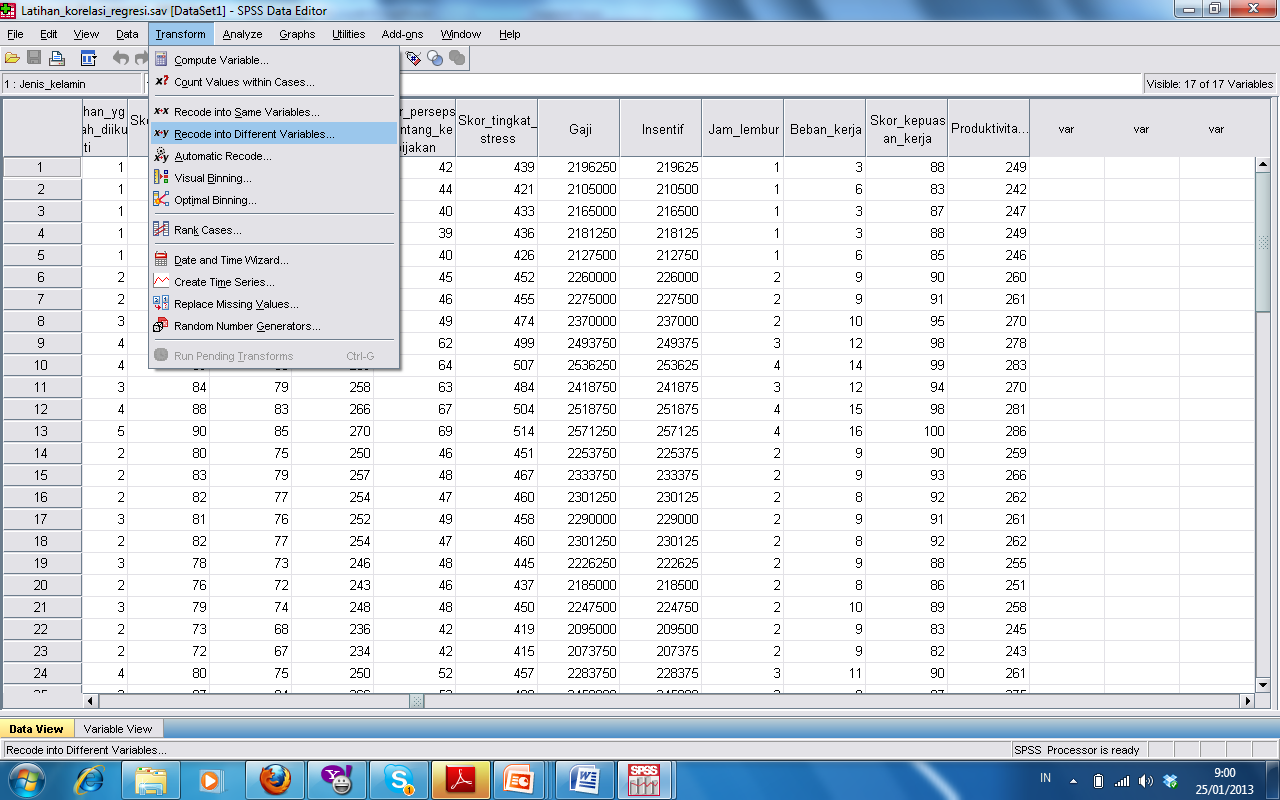 Latihan_korelasi_regresi.sav [DataSet1] - SPSS Data Editor
File Edit View Data Transform Analyze Graphs Utilities Add-ons Window Help
1 : Jenis_kelamin
Visible: 17 of 17 Variables
Compute Variable...
Count Values within Cases...
Recode into Same Variables...
Recode into Different Variables...
Automatic Recode...
Visual Binning...
Optimal Binning...
Rank Cases...
Date and Time Wizard...
Create Time Series...
Replace Missing Values...
Random Number Generators...
Run Pending Transforms Ctrl-G
Skor_tingkat_stress Gaji Insentif Jam_lembur Beban_kerja Skor_kepuasan_kerja Produktivita... var var var
1 1 42 439 2196250 219625 1 3 88 249
2 1 44 421 2105000 210500 1 6 83 242
3 1 40 433 2165000 216500 1 3 87 247
4 1 39 436 2181250 218125 1 3 88 249
5 1 40 426 2127500 212750 1 6 85 246
6 2 45 452 2260000 226000 2 9 90 260
7 2 46 455 2275000 227500 2 9 91 261
8 3 49 474 2370000 237000 2 10 95 270
9 4 62 499 2493750 249375 3 12 98 278
10 4 64 507 2536250 253625 4 14 99 283
11 3 84 79 258 63 484 2418750 241875 3 12 94 270
12 4 88 83 266 67 504 2518750 251875 4 15 98 281
13 5 90 85 270 69 514 2571250 257125 4 16 100 286
14 2 80 75 250 46 451 2253750 225375 2 9 90 259
15 2 83 79 257 48 467 2333750 233375 2 9 93 266
16 2 82 77 254 47 460 2301250 230125 2 8 92 262
17 3 81 76 252 49 458 2290000 229000 2 9 91 261
18 2 82 77 254 47 460 2301250 230125 2 8 92 262
19 3 78 73 246 48 445 2226250 222625 2 9 88 255
20 2 76 72 243 46 437 2185000 218500 2 8 86 251
21 3 79 74 248 48 450 2247500 224750 2 10 89 258
22 2 73 68 236 42 419 2095000 209500 2 9 83 245
23 2 72 67 234 42 415 2073750 207375 2 9 82 243
24 4 80 75 250 52 457 2283750 228375 3 11 90 261
Data View Variable View
Recode into Different Variables...
SPSS Processor is ready
IN
9:00
25/01/2013